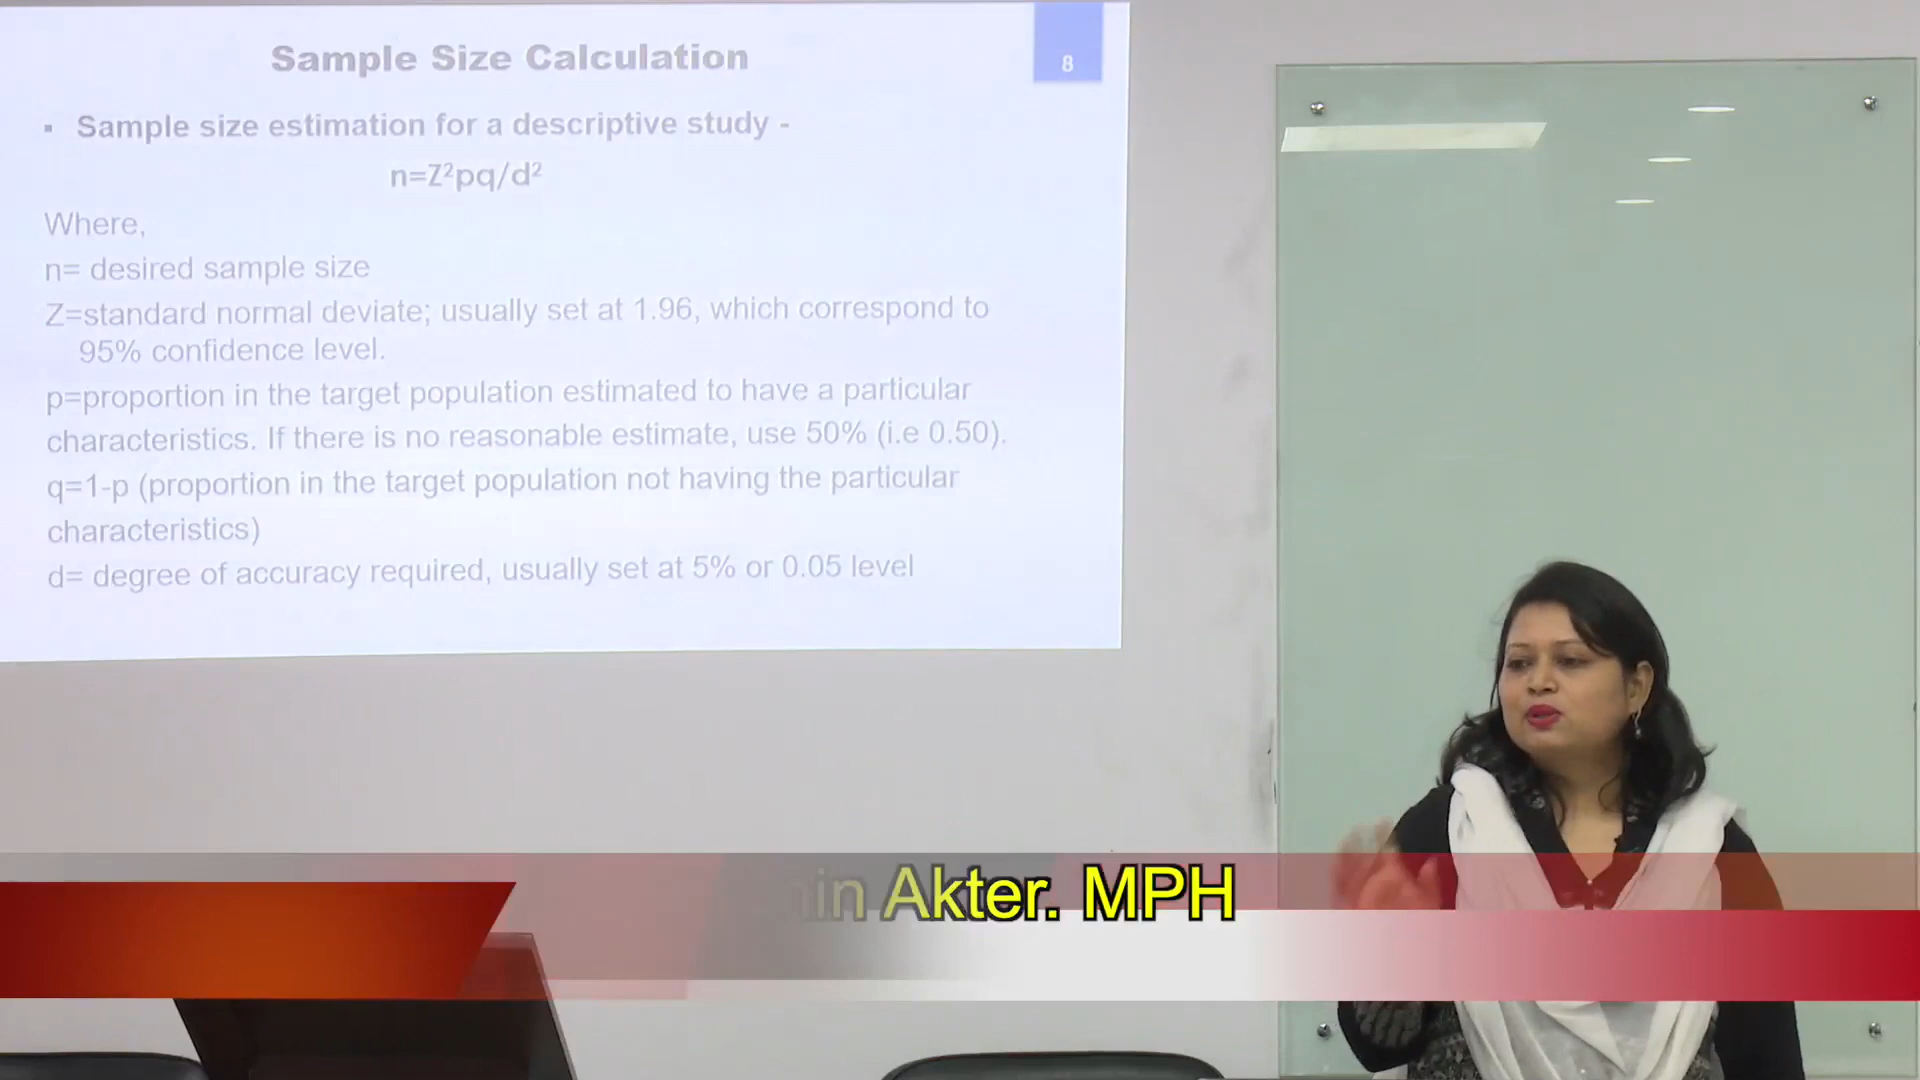 Sample Size Calculation
8
▪ Sample size estimation for a descriptive study -
n=Z²pq/d²
Where,
n= desired sample size
Z=standard normal deviate; usually set at 1.96, which correspond to
95% confidence level.
p=proportion in the target population estimated to have a particular
characteristics. If there is no reasonable estimate, use 50% (i.e 0.50).
q=1-p (proportion in the target population not having the particular
characteristics)
d= degree of accuracy required, usually set at 5% or 0.05 level
Akter. MPH